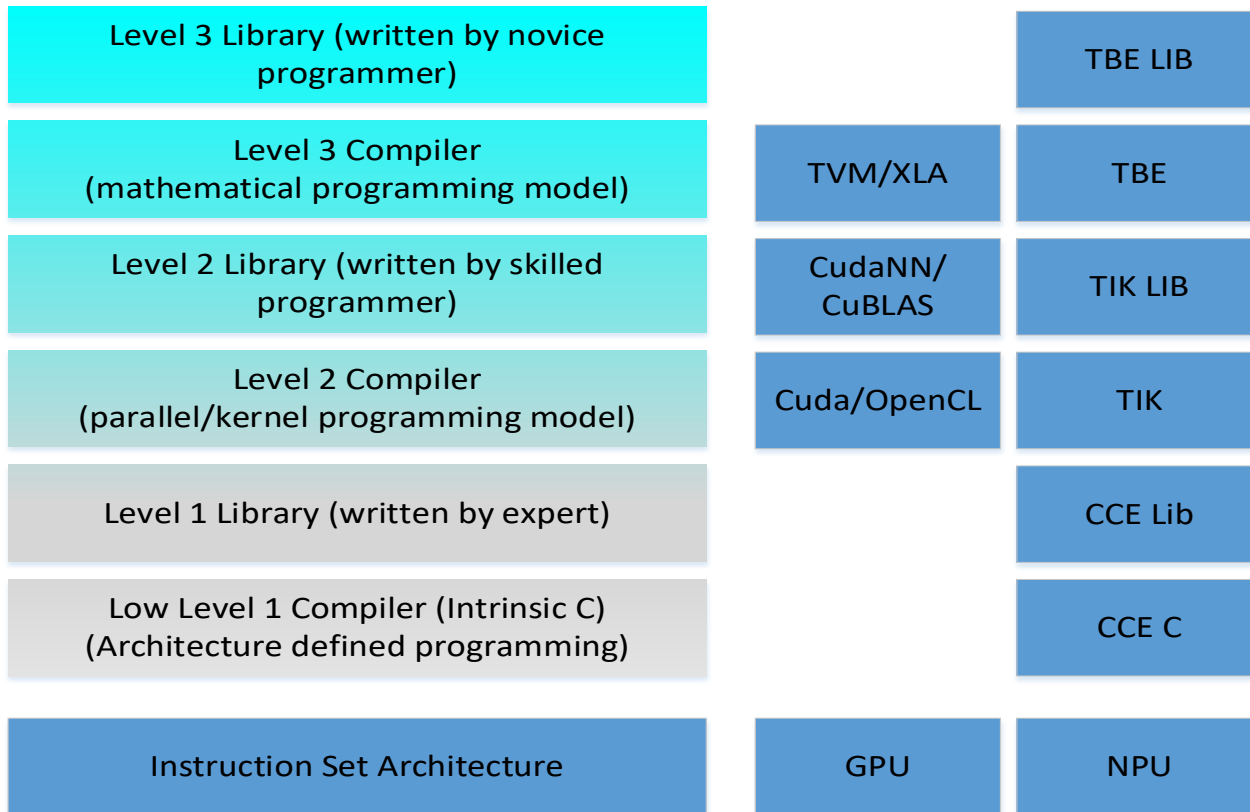 Level 3 Library (written by novice
programmer)
TBE LIB
Level 3 Compiler
(mathematical programming model)
TVM/XLA
TBE
Level 2 Library (written by skilled
programmer)
CudaNN/
CuBLAS
TIK LIB
Level 2 Compiler
(parallel/kernel programming model)
Cuda/OpenCL
TIK
Level 1 Library (written by expert)
CCE Lib
Low Level 1 Compiler (Intrinsic C)
(Architecture defined programming)
CCE C
Instruction Set Architecture
GPU
NPU